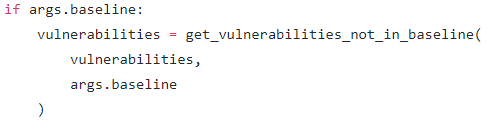 if args.baseline:
    vulnerabilities = get_vulnerabilities_not_in_baseline(
        vulnerabilities,
        args.baseline
    )